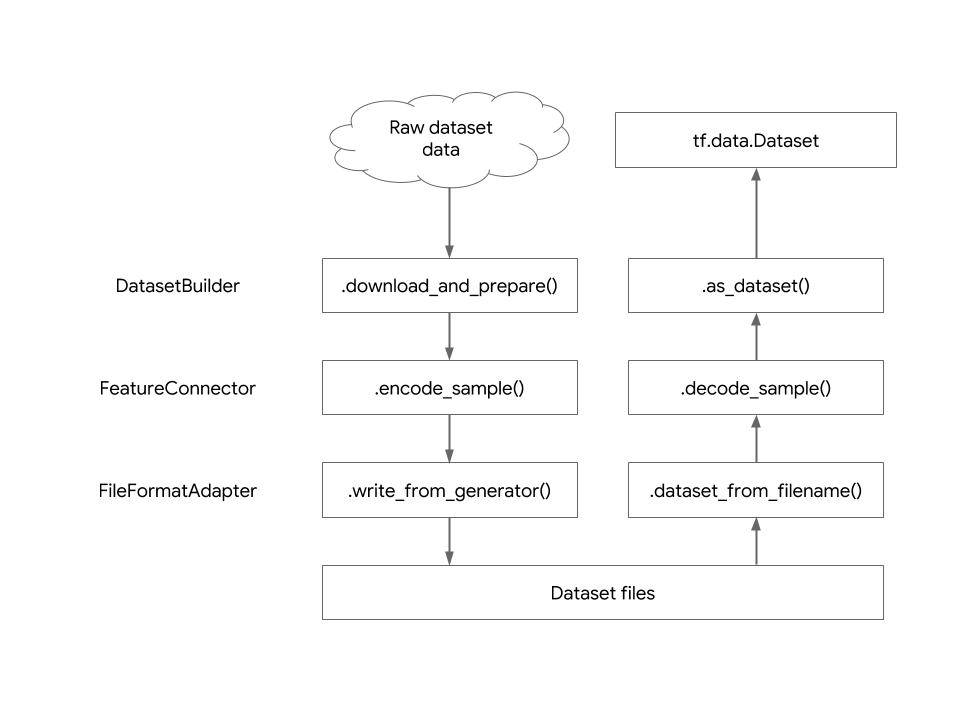 Raw dataset
data
tf.data.Dataset
DatasetBuilder
.download_and_prepare()
.as_dataset()
FeatureConnector
.encode_sample()
.decode_sample()
FileFormatAdapter
.write_from_generator()
.dataset_from_filename()
Dataset files